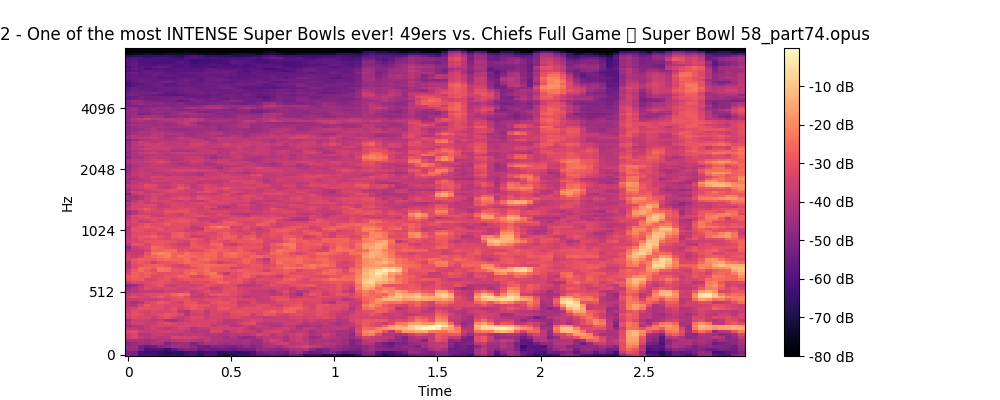 2 - One of the most INTENSE Super Bowls ever! 49ers vs. Chiefs Full Game ▯ Super Bowl 58_part74.opus
Hz
4096
2048
1024
512
0
0 0.5 1 1.5 2 2.5
Time
-10 dB
-20 dB
-30 dB
-40 dB
-50 dB
-60 dB
-70 dB
-80 dB